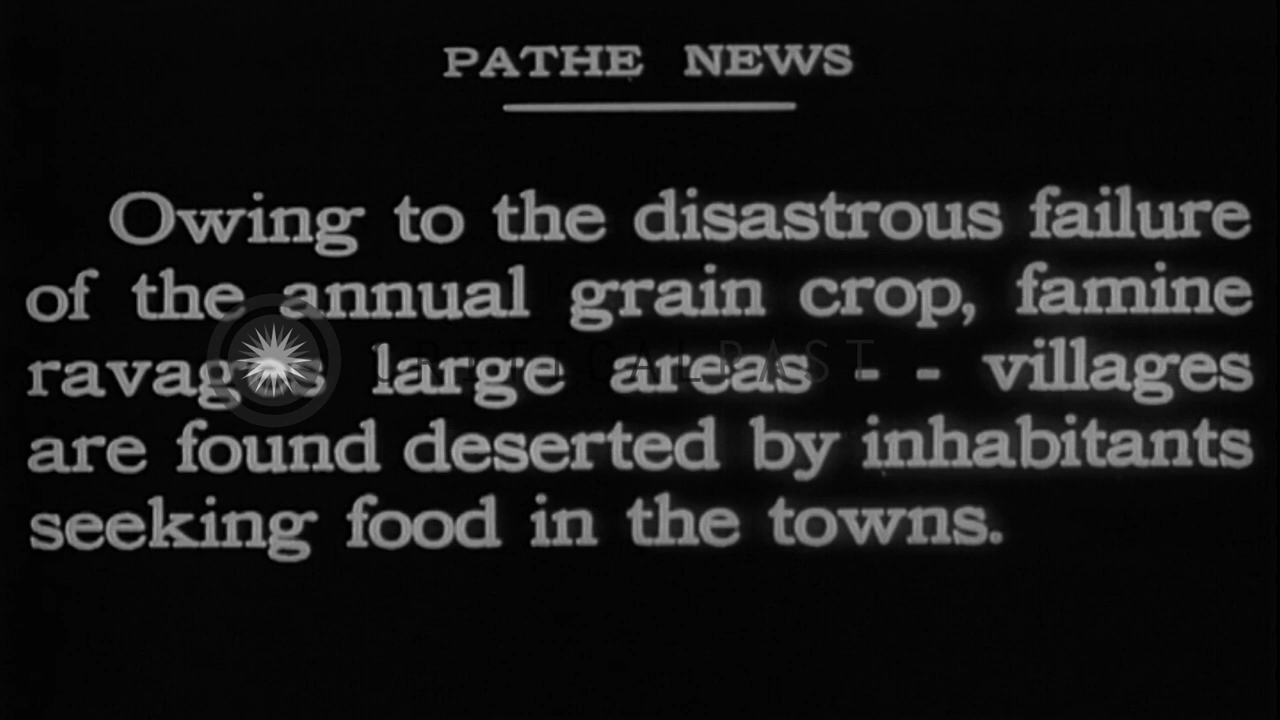 PATHE NEWS
Owing to the disastrous failure
of the annual grain crop, famine
ravages large areas - - villages
are found deserted by inhabitants
seeking food in the towns.
CRITICALPAST